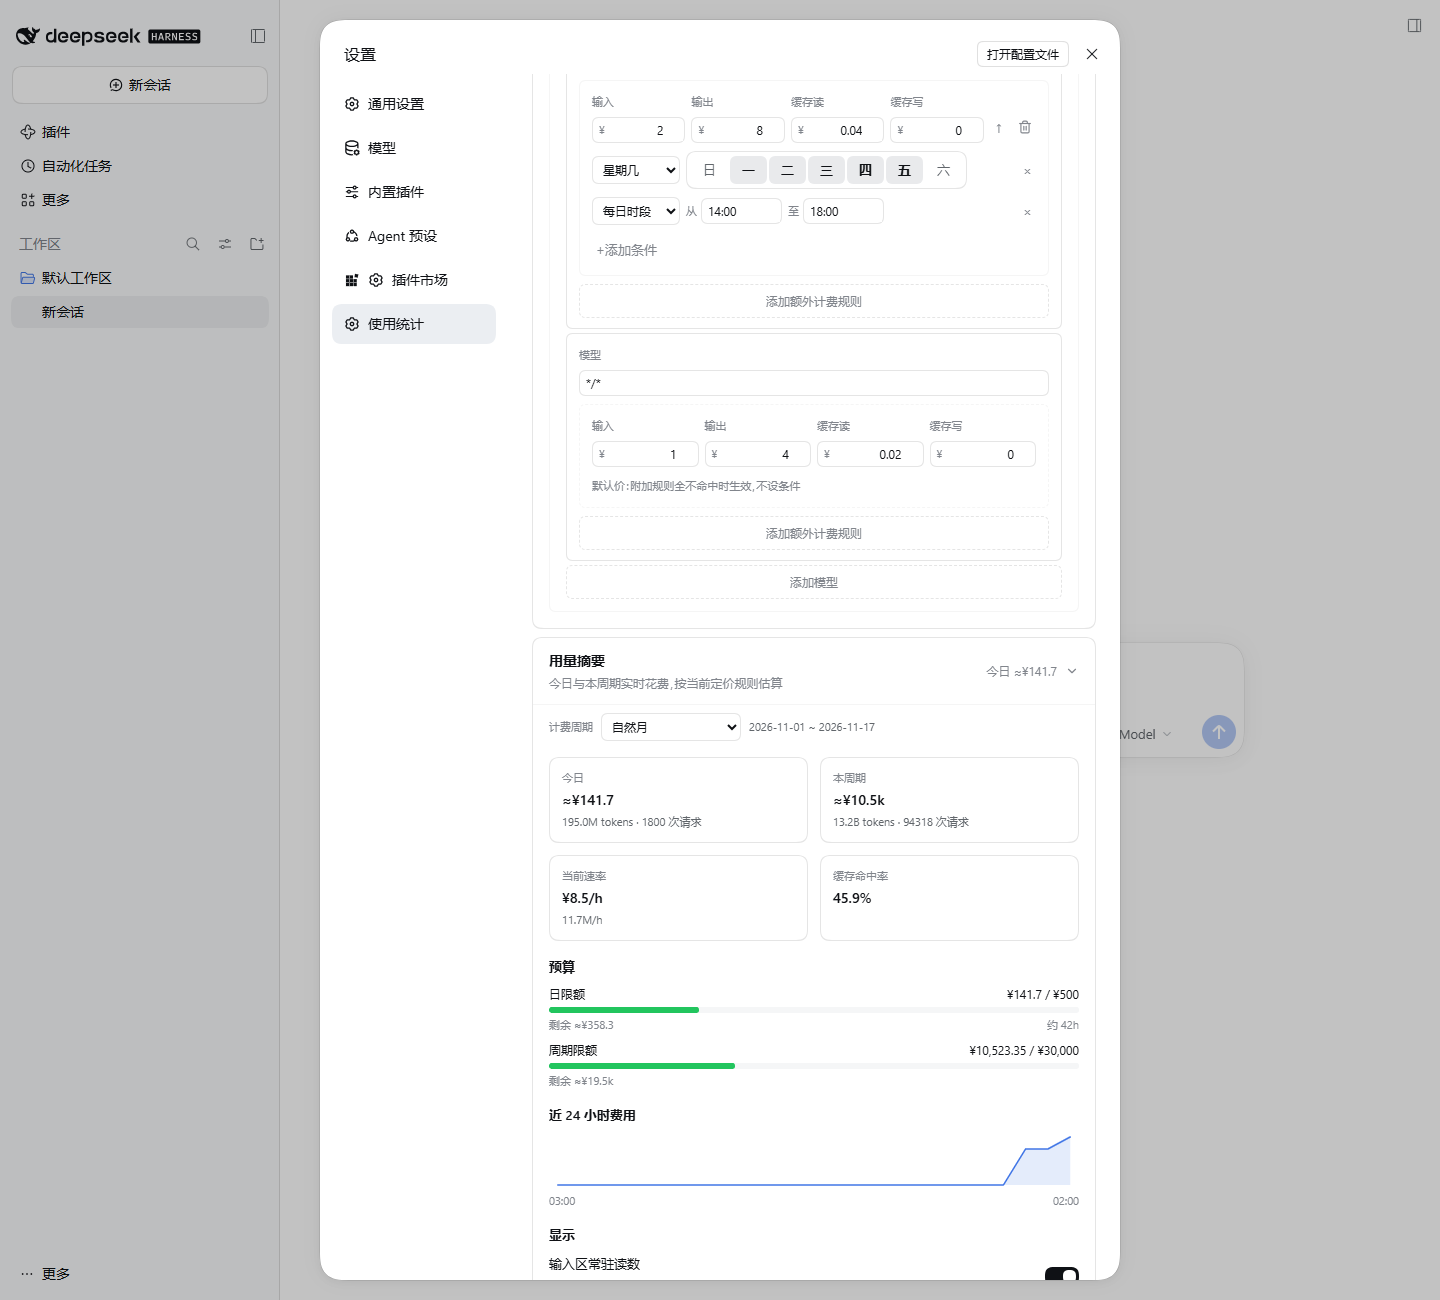 deepseek HARNESS
新会话
插件
自动化任务
更多
工作区
默认工作区
新会话
更多
设置
打开配置文件
通用设置
模型
内置插件
Agent 预设
插件市场
使用统计
输入 输出 缓存读 缓存写
¥ 2 ¥ 8 ¥ 0.04 ¥ 0 ↑
星期几 日 一 二 三 四 五 六 ×
每日时段 从 14:00 至 18:00 ×
+添加条件
添加额外计费规则
模型
*/*
输入 输出 缓存读 缓存写
¥ 1 ¥ 4 ¥ 0.02 ¥ 0
默认价:附加规则全不命中时生效,不设条件
添加额外计费规则
添加模型
用量摘要
今日与本周期实时花费,按当前定价规则估算
今日 ≈¥141.7
计费周期 自然月 2026-11-01 ~ 2026-11-17
今日
≈¥141.7
195.0M tokens · 1800 次请求
本周期
≈¥10.5k
13.2B tokens · 94318 次请求
当前速率
¥8.5/h
11.7M/h
缓存命中率
45.9%
预算
日限额 ¥141.7 / ¥500
剩余 ≈¥358.3 约 42h
周期限额 ¥10,523.35 / ¥30,000
剩余 ≈¥19.5k
近 24 小时费用
03:00 02:00
显示
输入区常驻读数
Model